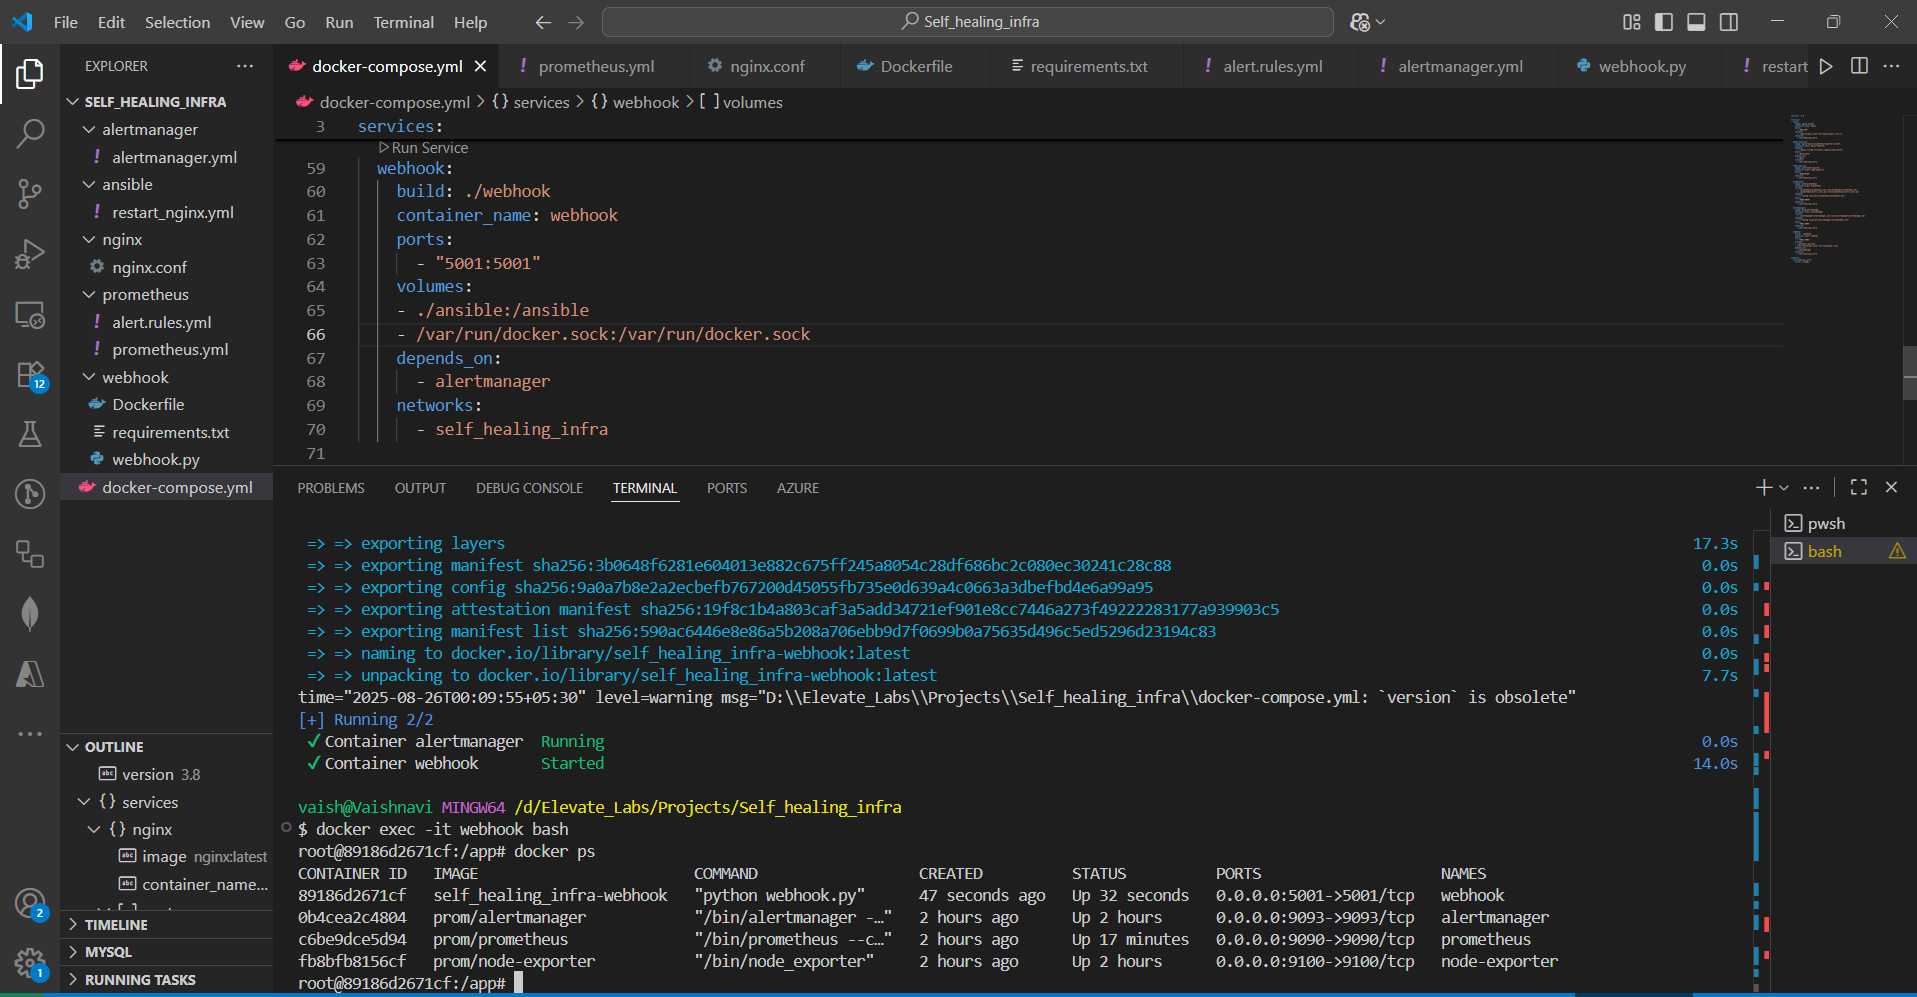 File Edit Selection View Go Run Terminal Help
Self_healing_infra
EXPLORER
SELF_HEALING_INFRA
alertmanager
! alertmanager.yml
ansible
! restart_nginx.yml
nginx
nginx.conf
prometheus
! alert.rules.yml
! prometheus.yml
webhook
Dockerfile
requirements.txt
webhook.py
docker-compose.yml
OUTLINE
version 3.8
{} services
{} nginx
image nginx:latest
container_name...
TIMELINE
MYSQL
RUNNING TASKS
12
2
1
docker-compose.yml ! prometheus.yml nginx.conf Dockerfile requirements.txt ! alert.rules.yml ! alertmanager.yml webhook.py ! restart
docker-compose.yml > {} services > {} webhook > [ ] volumes
3 services:
Run Service
59 webhook:
60 build: ./webhook
61 container_name: webhook
62 ports:
63 - "5001:5001"
64 volumes:
65 - ./ansible:/ansible
66 - /var/run/docker.sock:/var/run/docker.sock
67 depends_on:
68 - alertmanager
69 networks:
70 - self_healing_infra
71
PROBLEMS OUTPUT DEBUG CONSOLE TERMINAL PORTS AZURE
pwsh
bash
=> => exporting layers 17.3s
=> => exporting manifest sha256:3b0648f6281e604013e882c675ff245a8054c28df686bc2c080ec30241c28c88 0.0s
=> => exporting config sha256:9a0a7b8e2a2ecbefb767200d45055fb735e0d639a4c0663a3dbefbd4e6a99a95 0.0s
=> => exporting attestation manifest sha256:19f8c1b4a803caf3a5add34721ef901e8cc7446a273f49222283177a939903c5 0.0s
=> => exporting manifest list sha256:590ac6446e8e86a5b208a706ebb9d7f0699b0a75635d496c5ed5296d23194c83 0.0s
=> => naming to docker.io/library/self_healing_infra-webhook:latest 0.0s
=> => unpacking to docker.io/library/self_healing_infra-webhook:latest 7.7s
time="2025-08-26T00:09:55+05:30" level=warning msg="D:\\Elevate_Labs\\Projects\\Self_healing_infra\\docker-compose.yml: `version` is obsolete"
[+] Running 2/2
✓ Container alertmanager Running 0.0s
✓ Container webhook Started 14.0s
vaish@Vaishnavi MINGW64 /d/Elevate_Labs/Projects/Self_healing_infra
$ docker exec -it webhook bash
root@89186d2671cf:/app# docker ps
CONTAINER ID IMAGE COMMAND CREATED STATUS PORTS NAMES
89186d2671cf self_healing_infra-webhook "python webhook.py" 47 seconds ago Up 32 seconds 0.0.0.0:5001->5001/tcp webhook
0b4cea2c4804 prom/alertmanager "/bin/alertmanager -…" 2 hours ago Up 2 hours 0.0.0.0:9093->9093/tcp alertmanager
c6be9dce5d94 prom/prometheus "/bin/prometheus --c…" 2 hours ago Up 17 minutes 0.0.0.0:9090->9090/tcp prometheus
fb8bfb8156cf prom/node-exporter "/bin/node_exporter" 2 hours ago Up 2 hours 0.0.0.0:9100->9100/tcp node-exporter
root@89186d2671cf:/app#